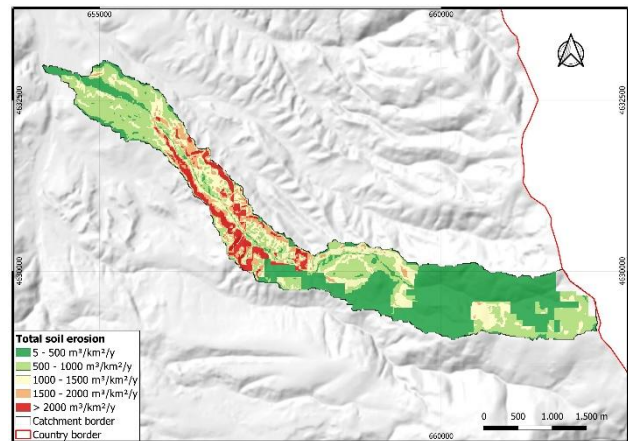 655000
660000
4632500
4632500
4630000
4630000
Total soil erosion
5 - 500 m³/km²/y
500 - 1000 m³/km²/y
1000 - 1500 m³/km²/y
1500 - 2000 m³/km²/y
> 2000 m³/km²/y
Catchment border
Country border
0 500 1.000 1.500 m
660000